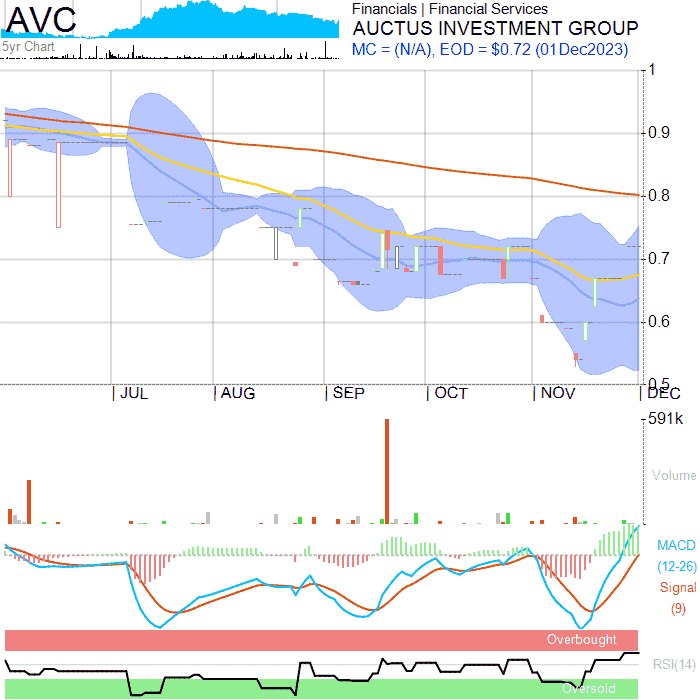 AVC
5yr Chart
Financials | Financial Services
AUCTUS INVESTMENT GROUP
MC = (N/A), EOD = $0.72 (01Dec2023)
1
0.9
0.8
0.7
0.6
0.5
JUL AUG SEP OCT NOV DEC
591k
Volume
MACD
(12-26)
Signal
(9)
Overbought
RSI(14)
Oversold